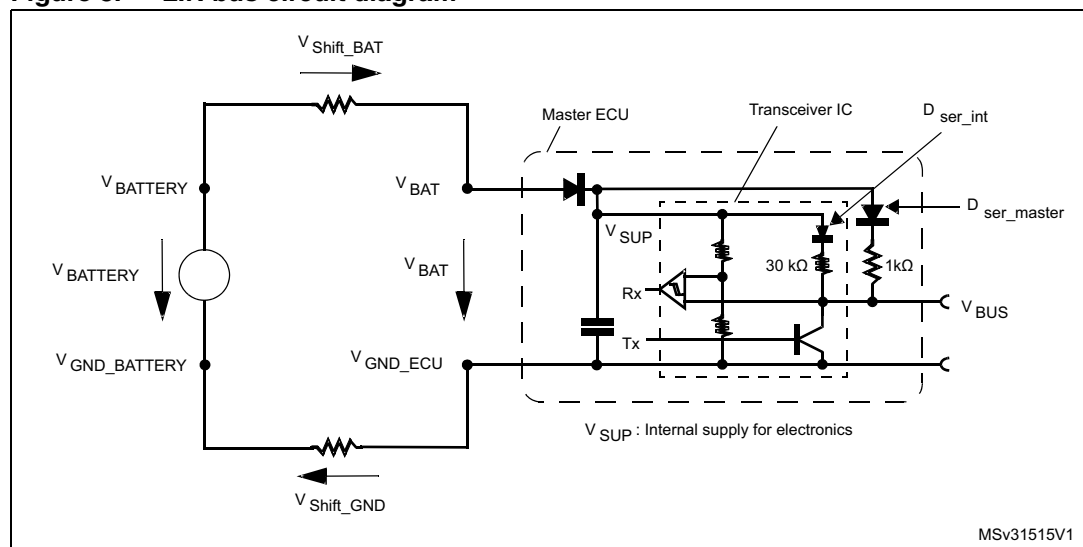 V Shift_BAT
Master ECU
Transceiver IC
D ser_int
V BATTERY
V BAT
D ser_master
V SUP
V BATTERY
V BAT
30 kΩ
1kΩ
Rx
V BUS
Tx
V GND_BATTERY
V GND_ECU
V SUP : Internal supply for electronics
V Shift_GND
MSv31515V1